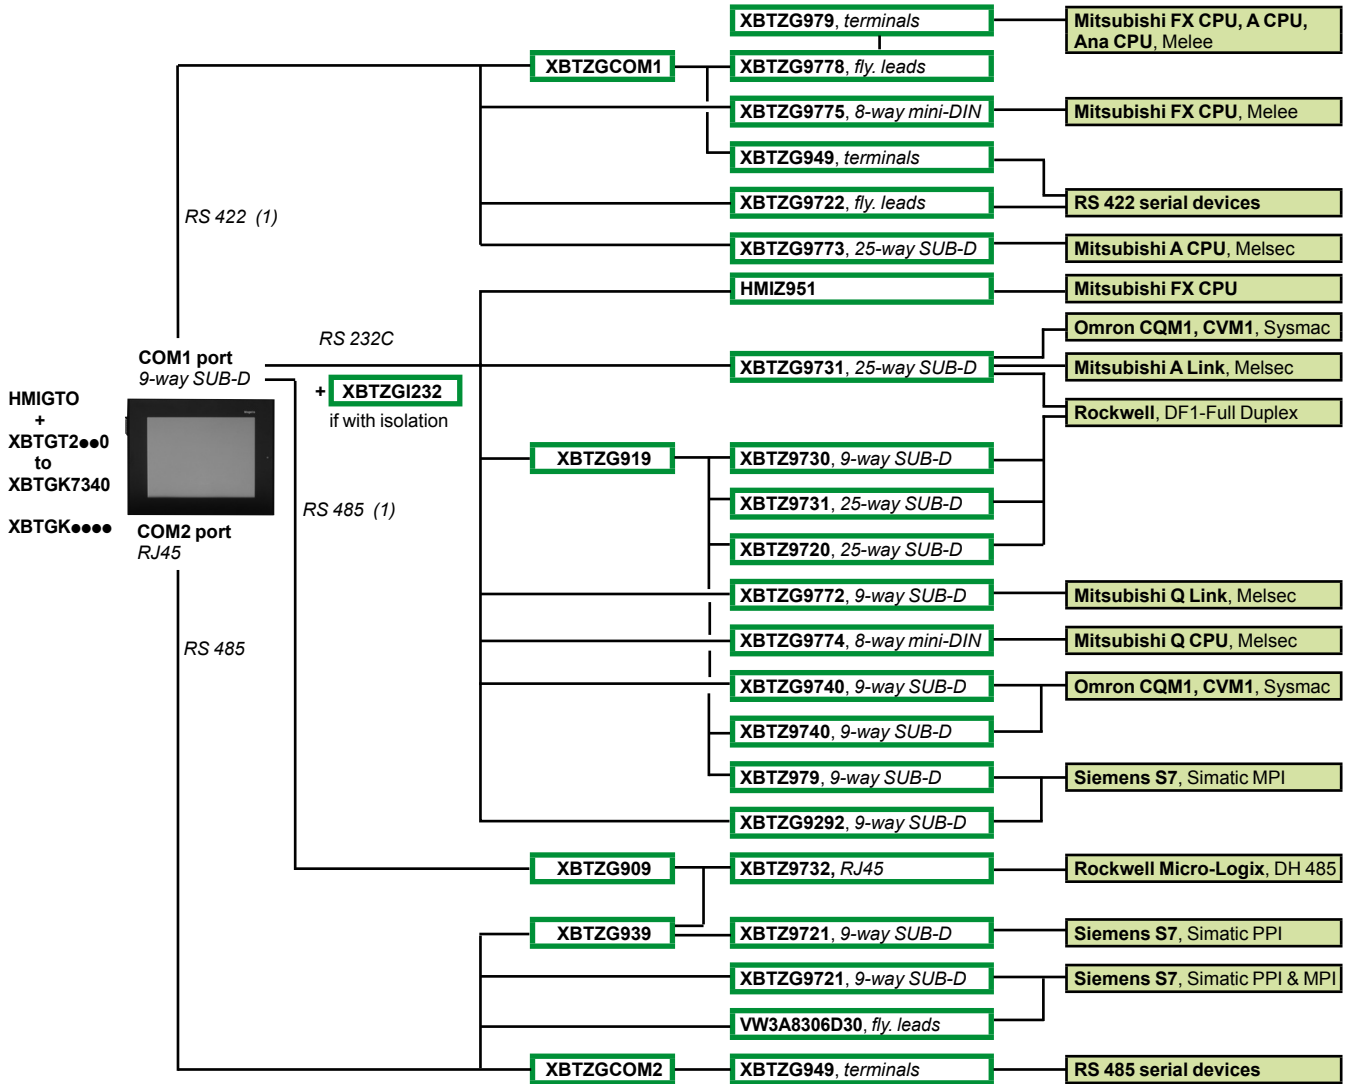 XBTZG979, terminals
Mitsubishi FX CPU, A CPU,
Ana CPU, Melee
XBTZGCOM1
XBTZG9778, fly. leads
XBTZG9775, 8-way mini-DIN
Mitsubishi FX CPU, Melee
XBTZG949, terminals
RS 422 (1)
XBTZG9722, fly. leads
RS 422 serial devices
XBTZG9773, 25-way SUB-D
Mitsubishi A CPU, Melsec
HMIZ951
Mitsubishi FX CPU
RS 232C
Omron CQM1, CVM1, Sysmac
COM1 port
9-way SUB-D
XBTZG9731, 25-way SUB-D
Mitsubishi A Link, Melsec
+ XBTZGI232
if with isolation
Rockwell, DF1-Full Duplex
HMIGTO
+
XBTGT2●●0
to
XBTGK7340
XBTGK●●●●
XBTZG919
XBTZ9730, 9-way SUB-D
XBTZ9731, 25-way SUB-D
RS 485 (1)
COM2 port
RJ45
XBTZ9720, 25-way SUB-D
XBTZG9772, 9-way SUB-D
Mitsubishi Q Link, Melsec
RS 485
XBTZG9774, 8-way mini-DIN
Mitsubishi Q CPU, Melsec
XBTZG9740, 9-way SUB-D
Omron CQM1, CVM1, Sysmac
XBTZ9740, 9-way SUB-D
XBTZ979, 9-way SUB-D
Siemens S7, Simatic MPI
XBTZG9292, 9-way SUB-D
XBTZG909
XBTZ9732, RJ45
Rockwell Micro-Logix, DH 485
XBTZG939
XBTZ9721, 9-way SUB-D
Siemens S7, Simatic PPI
XBTZG9721, 9-way SUB-D
Siemens S7, Simatic PPI & MPI
VW3A8306D30, fly. leads
XBTZGCOM2
XBTZG949, terminals
RS 485 serial devices